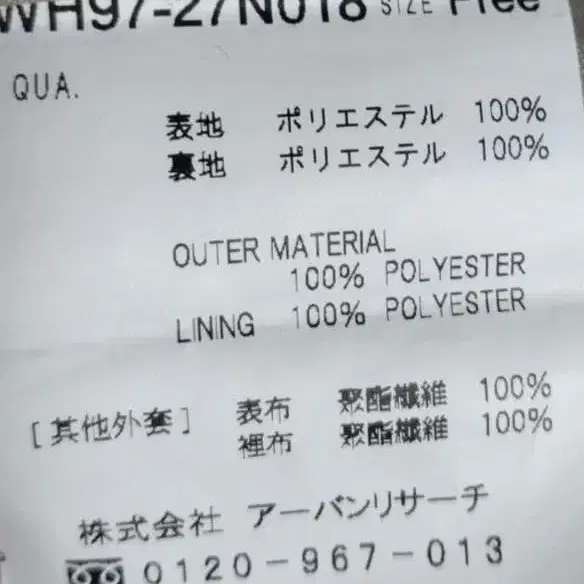 WH97-27N018 SIZE Free
QUA.
表地 ポリエステル 100%
裏地 ポリエステル 100%
OUTER MATERIAL
100% POLYESTER
LINING 100% POLYESTER
[其他外套] 表布 聚酯纖維 100%
裡布 聚酯纖維 100%
株式会社 アーバンリサーチ
0120-967-013